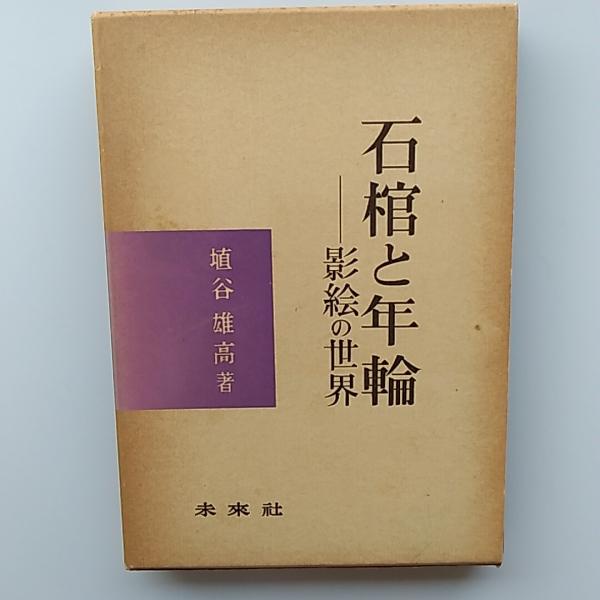 石棺と年輪
──影絵の世界
埴谷雄高著
未來社